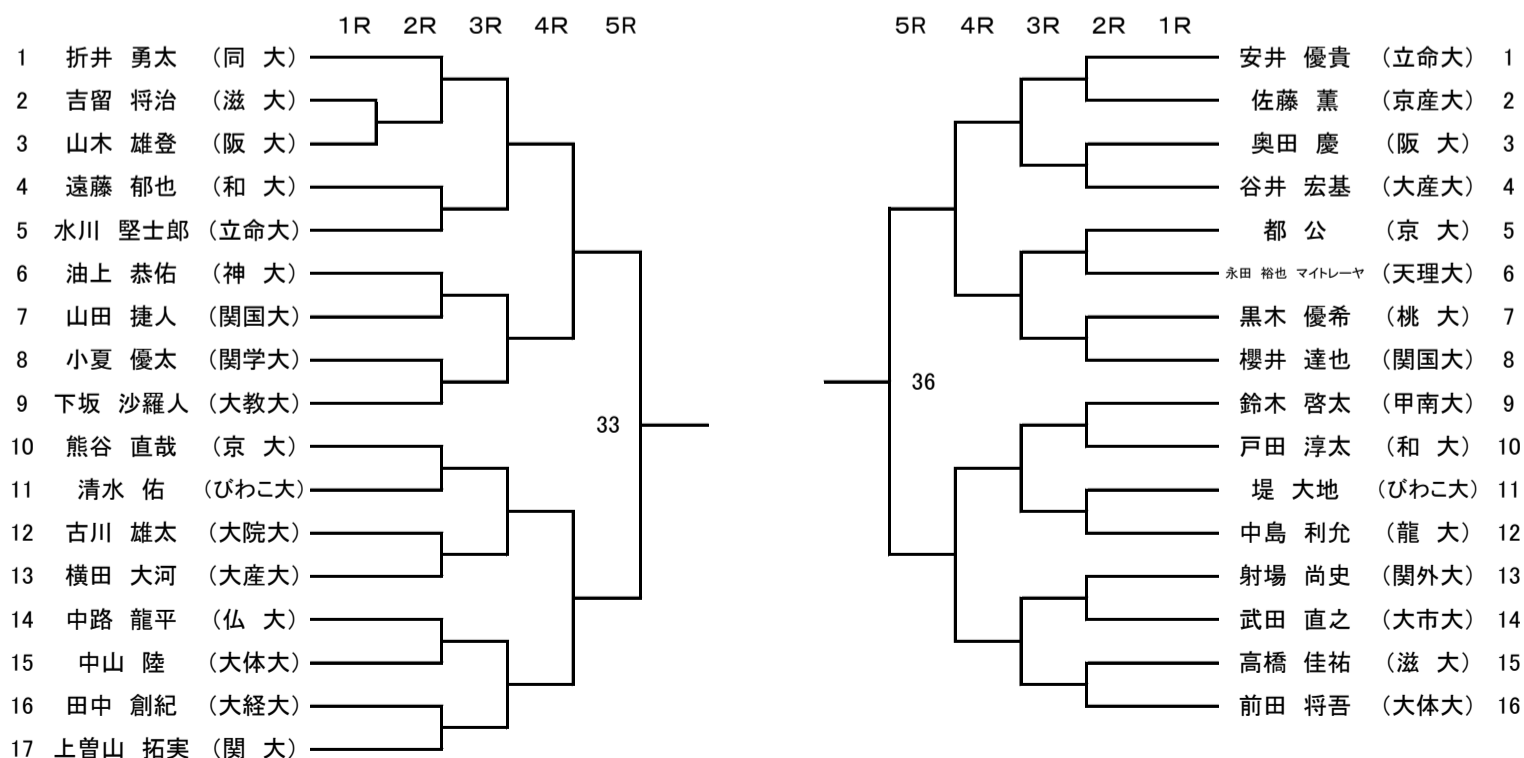 1R 2R 3R 4R 5R
1 折井 勇太 (同 大)
2 吉留 将治 (滋 大)
3 山木 雄登 (阪 大)
4 遠藤 郁也 (和 大)
5 水川 堅士郎 (立命大)
6 油上 恭佑 (神 大)
7 山田 捷人 (関国大)
8 小夏 優太 (関学大)
9 下坂 沙羅人 (大教大)
33
10 熊谷 直哉 (京 大)
11 清水 佑 (びわこ大)
12 古川 雄太 (大院大)
13 横田 大河 (大産大)
14 中路 龍平 (仏 大)
15 中山 陸 (大体大)
16 田中 創紀 (大経大)
17 上曽山 拓実 (関 大)
5R 4R 3R 2R 1R
安井 優貴 (立命大) 1
佐藤 薫 (京産大) 2
奥田 慶 (阪 大) 3
谷井 宏基 (大産大) 4
都 公 (京 大) 5
永田 裕也 マイトレーヤ (天理大) 6
黒木 優希 (桃 大) 7
櫻井 達也 (関国大) 8
36
鈴木 啓太 (甲南大) 9
戸田 淳太 (和 大) 10
堤 大地 (びわこ大) 11
中島 利允 (龍 大) 12
射場 尚史 (関外大) 13
武田 直之 (大市大) 14
高橋 佳祐 (滋 大) 15
前田 将吾 (大体大) 16